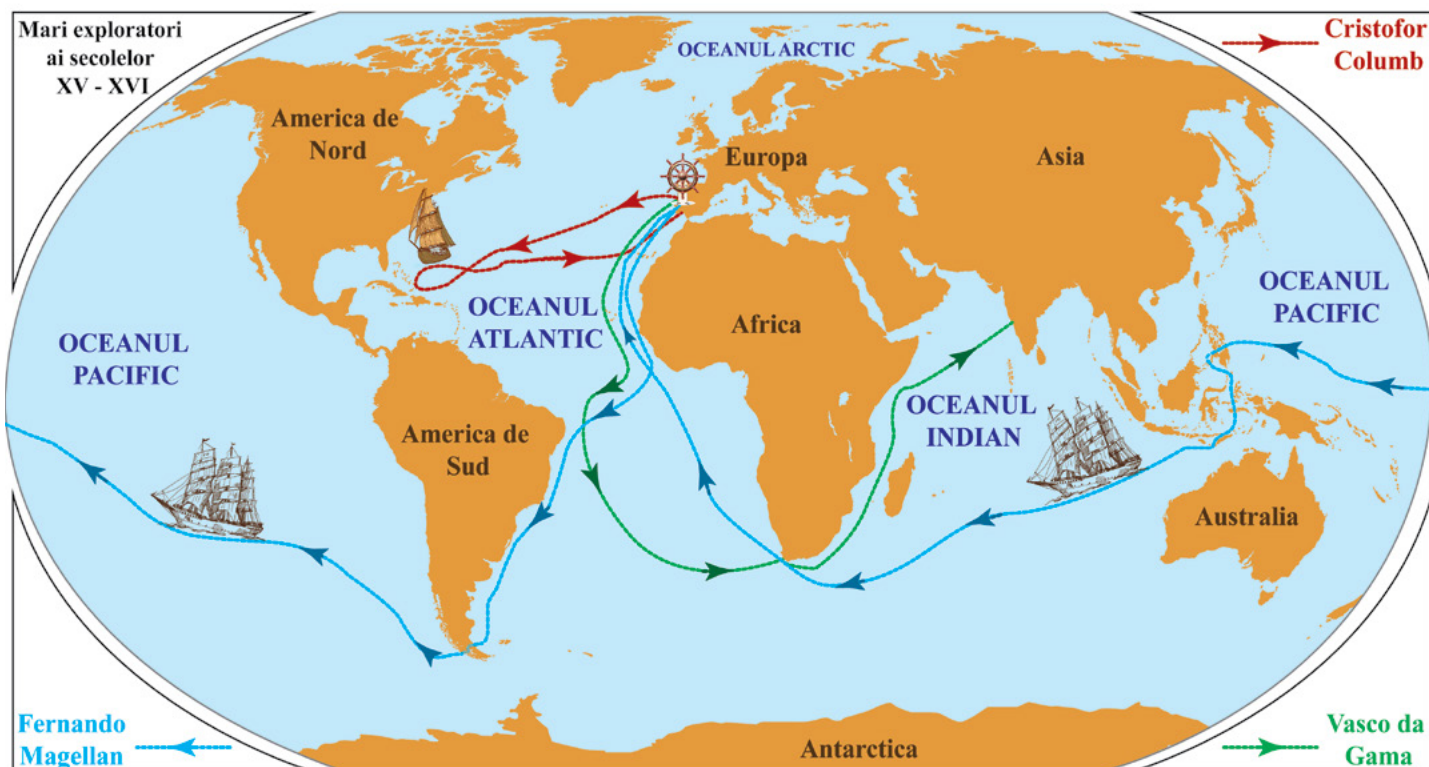 Mari exploratori
ai secolelor
XV - XVI
OCEANUL ARCTIC
Cristofor
Columb
America de
Nord
Europa
Asia
OCEANUL
PACIFIC
OCEANUL
ATLANTIC
Africa
OCEANUL
PACIFIC
OCEANUL
INDIAN
America de
Sud
Australia
Fernando
Magellan
Antarctica
Vasco da
Gama